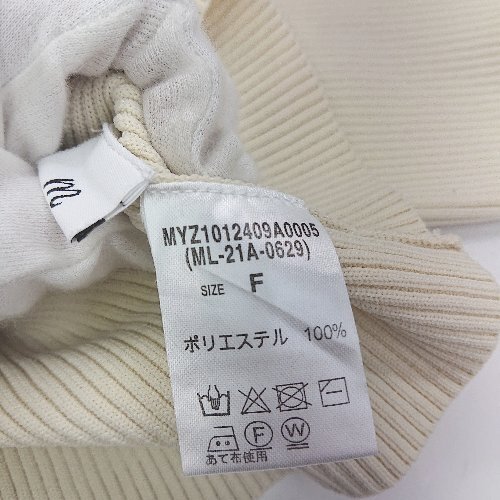 m
MYZ1012409A0005
(ML-21A-0629)
SIZE F
ポリエステル 100%
F W
あて布使用